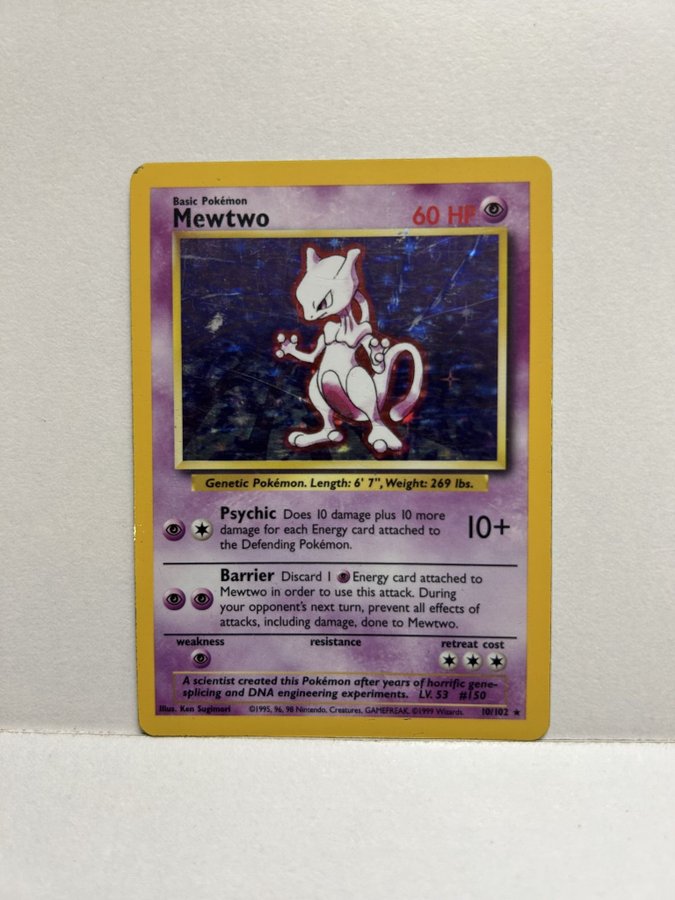 Basic Pokémon
Mewtwo
60 HP
Genetic Pokémon. Length: 6' 7", Weight: 269 lbs.
Psychic Does 10 damage plus 10 more
damage for each Energy card attached to
the Defending Pokémon.
10+
Barrier Discard 1 Energy card attached to
Mewtwo in order to use this attack. During
your opponent's next turn, prevent all effects of
attacks, including damage, done to Mewtwo.
weakness resistance retreat cost
A scientist created this Pokémon after years of horrific gene-
splicing and DNA engineering experiments. LV. 53 #150
Illus. Ken Sugimori ©1995, 96, 98 Nintendo, Creatures, GAMEFREAK. ©1999 Wizards. 10/102 ★